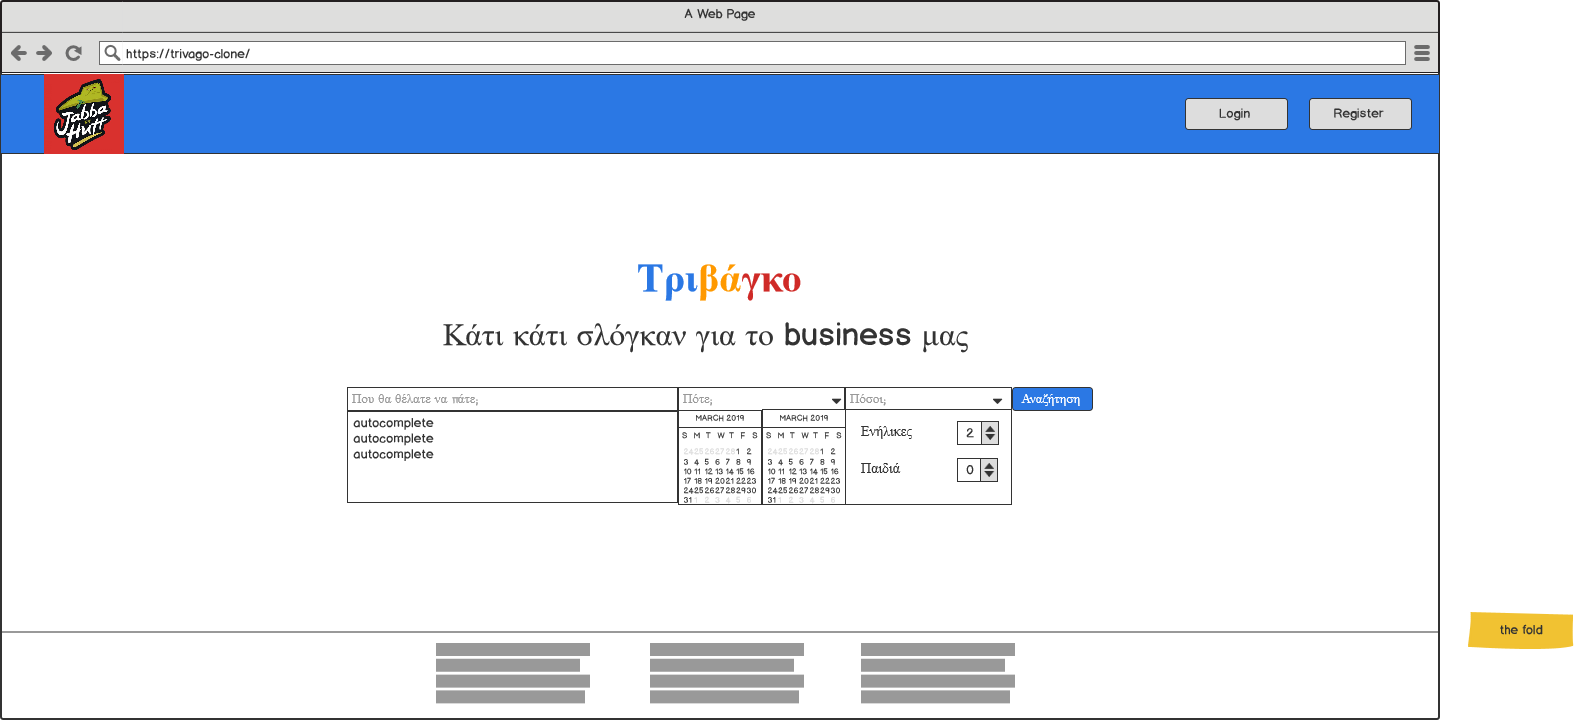 A Web Page
https://trivago-clone/
Jabba
Hutt
Login
Register
Τριβάγκο
Κάτι κάτι σλόγκαν για το business μας
Που θα θέλατε να πάτε;
Πότε;
Πόσοι;
Αναζήτηση
autocomplete
autocomplete
autocomplete
MARCH 2019
S M T W T F S
24 25 26 27 28 1 2
3 4 5 6 7 8 9
10 11 12 13 14 15 16
17 18 19 20 21 22 23
24 25 26 27 28 29 30
31 1 2 3 4 5 6
MARCH 2019
S M T W T F S
24 25 26 27 28 1 2
3 4 5 6 7 8 9
10 11 12 13 14 15 16
17 18 19 20 21 22 23
24 25 26 27 28 29 30
31 1 2 3 4 5 6
Ενήλικες 2
Παιδιά 0
the fold